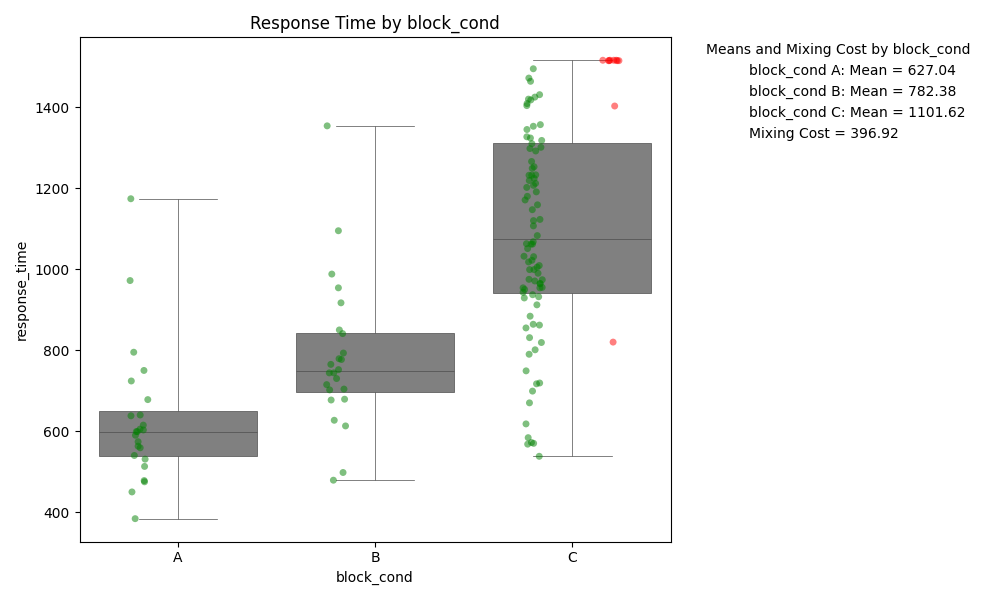 Response Time by block_cond
Means and Mixing Cost by block_cond
block_cond A: Mean = 627.04
block_cond B: Mean = 782.38
block_cond C: Mean = 1101.62
Mixing Cost = 396.92
response_time
1400
1200
1000
800
600
400
A
B
C
block_cond